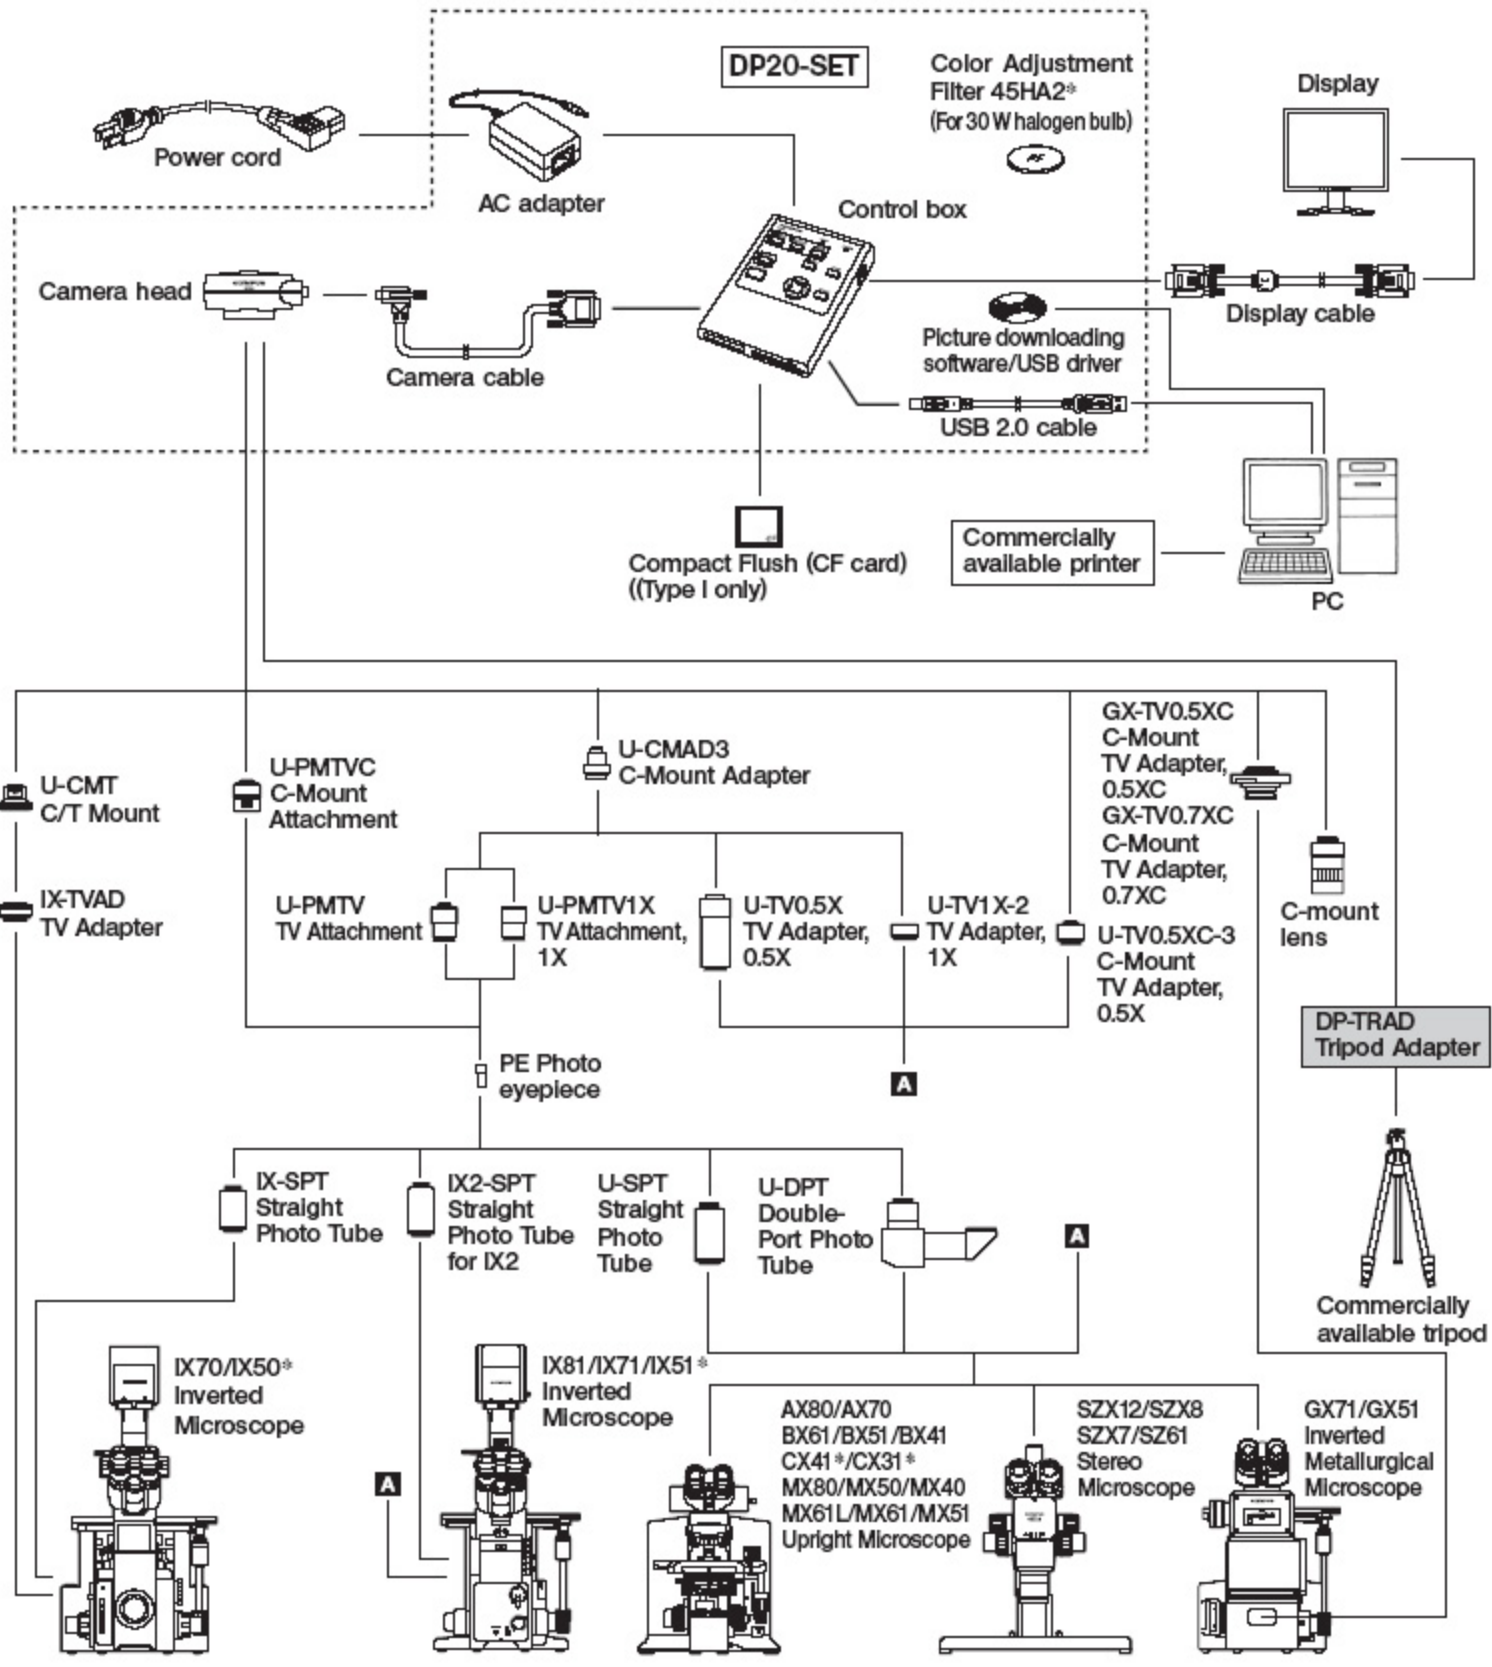 DP20-SET
Color Adjustment
Filter 45HA2*
(For 30 W halogen bulb)
Display
Power cord
AC adapter
Control box
Camera head
Camera cable
Display cable
Picture downloading
software/USB driver
USB 2.0 cable
Compact Flush (CF card)
((Type I only)
Commercially
available printer
PC
U-CMT
C/T Mount
U-PMTVC
C-Mount
Attachment
U-CMAD3
C-Mount Adapter
GX-TV0.5XC
C-Mount
TV Adapter,
0.5XC
GX-TV0.7XC
C-Mount
TV Adapter,
0.7XC
C-mount
lens
IX-TVAD
TV Adapter
U-PMTV
TV Attachment
U-PMTV1X
TV Attachment,
1X
U-TV0.5X
TV Adapter,
0.5X
U-TV1X-2
TV Adapter,
1X
U-TV0.5XC-3
C-Mount
TV Adapter,
0.5X
DP-TRAD
Tripod Adapter
PE Photo
eyepiece
A
IX-SPT
Straight
Photo Tube
IX2-SPT
Straight
Photo Tube
for IX2
U-SPT
Straight
Photo
Tube
U-DPT
Double-
Port Photo
Tube
A
Commercially
available tripod
IX70/IX50*
Inverted
Microscope
IX81/IX71/IX51*
Inverted
Microscope
A
AX80/AX70
BX61/BX51/BX41
CX41*/CX31*
MX80/MX50/MX40
MX61L/MX61/MX51
Upright Microscope
SZX12/SZX8
SZX7/SZ61
Stereo
Microscope
GX71/GX51
Inverted
Metallurgical
Microscope